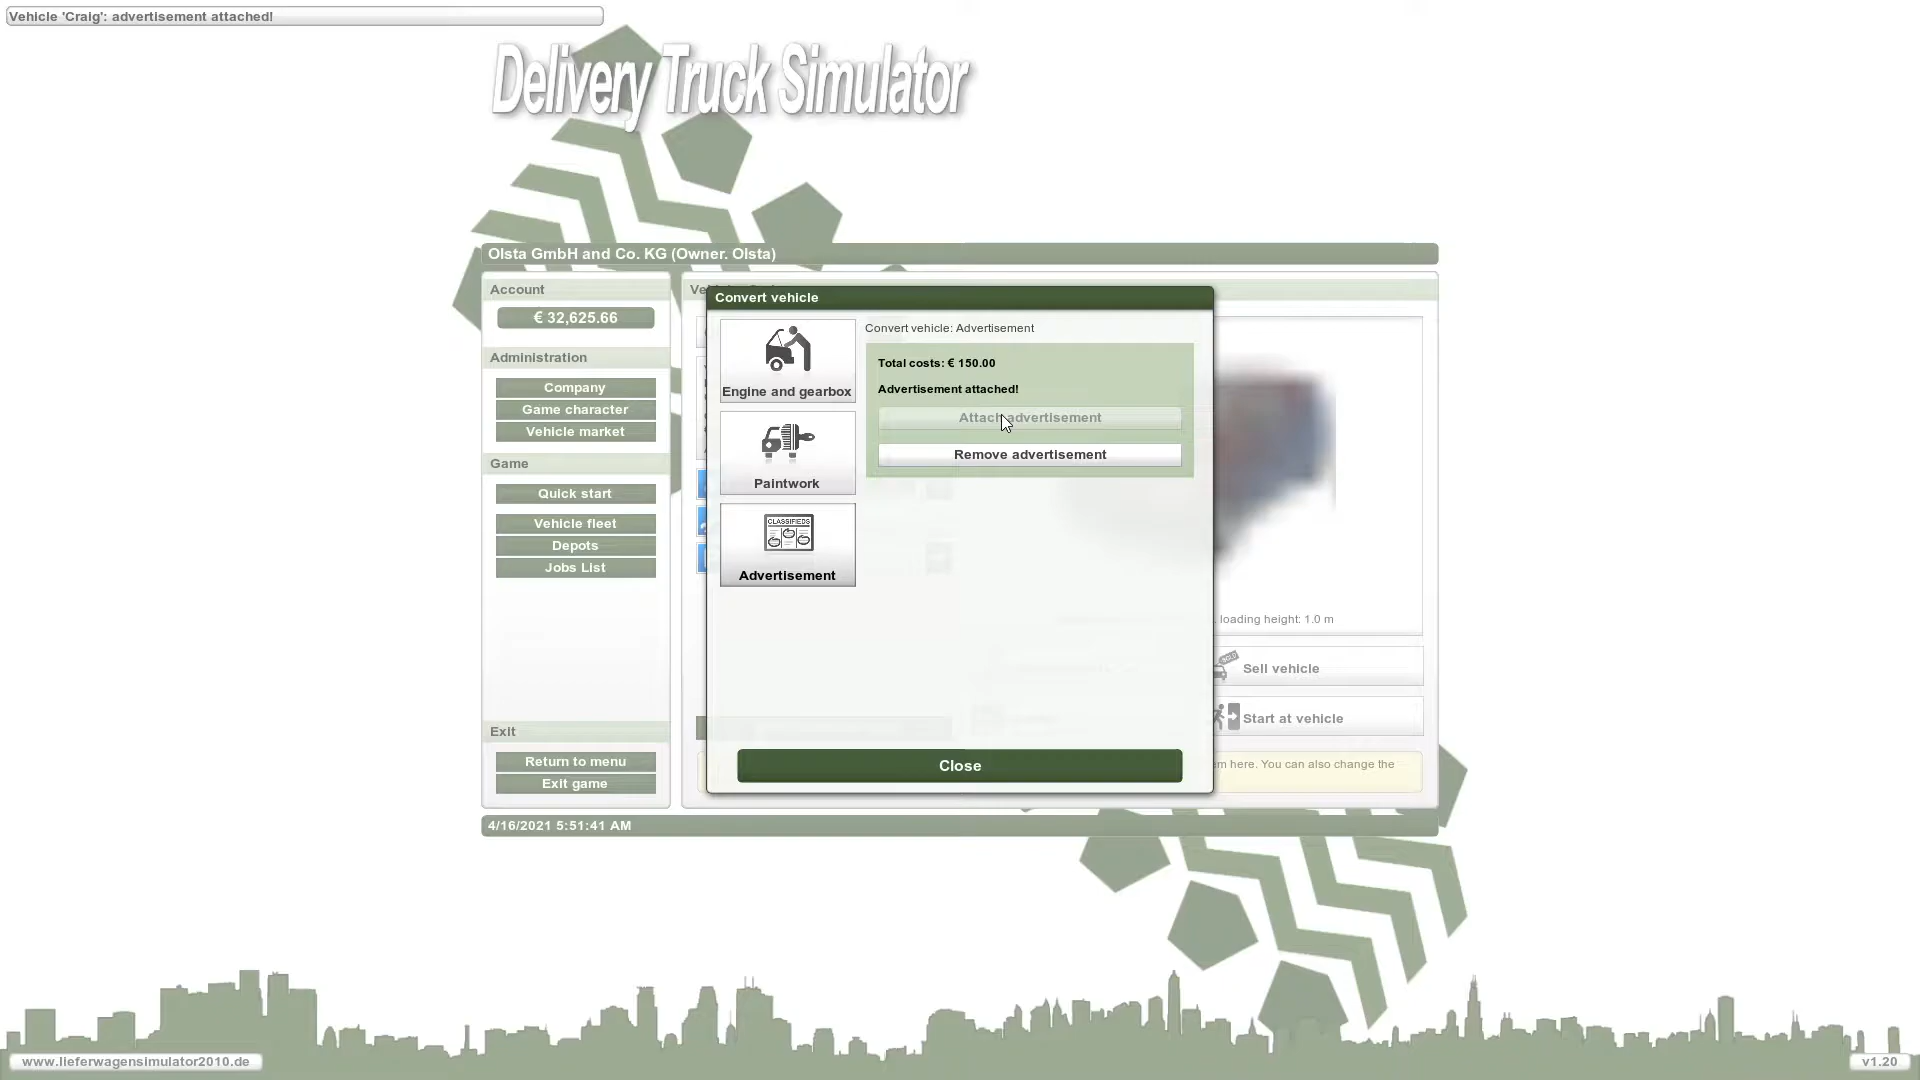 Vehicle 'Craig': advertisement attached!
Delivery Truck Simulator
Olsta GmbH and Co. KG (Owner. Olsta)
Account
€ 32,625.66
Administration
Company
Game character
Vehicle market
Game
Quick start
Vehicle fleet
Depots
Jobs List
Exit
Return to menu
Exit game
Convert vehicle
Engine and gearbox
Paintwork
CLASSIFIEDS
Advertisement
Convert vehicle: Advertisement
Total costs: € 150.00
Advertisement attached!
Attach advertisement
Remove advertisement
Close
loading height: 1.0 m
SOLD
Sell vehicle
Start at vehicle
m here. You can also change the
4/16/2021 5:51:41 AM
www.lieferwagensimulator2010.de
v1.20